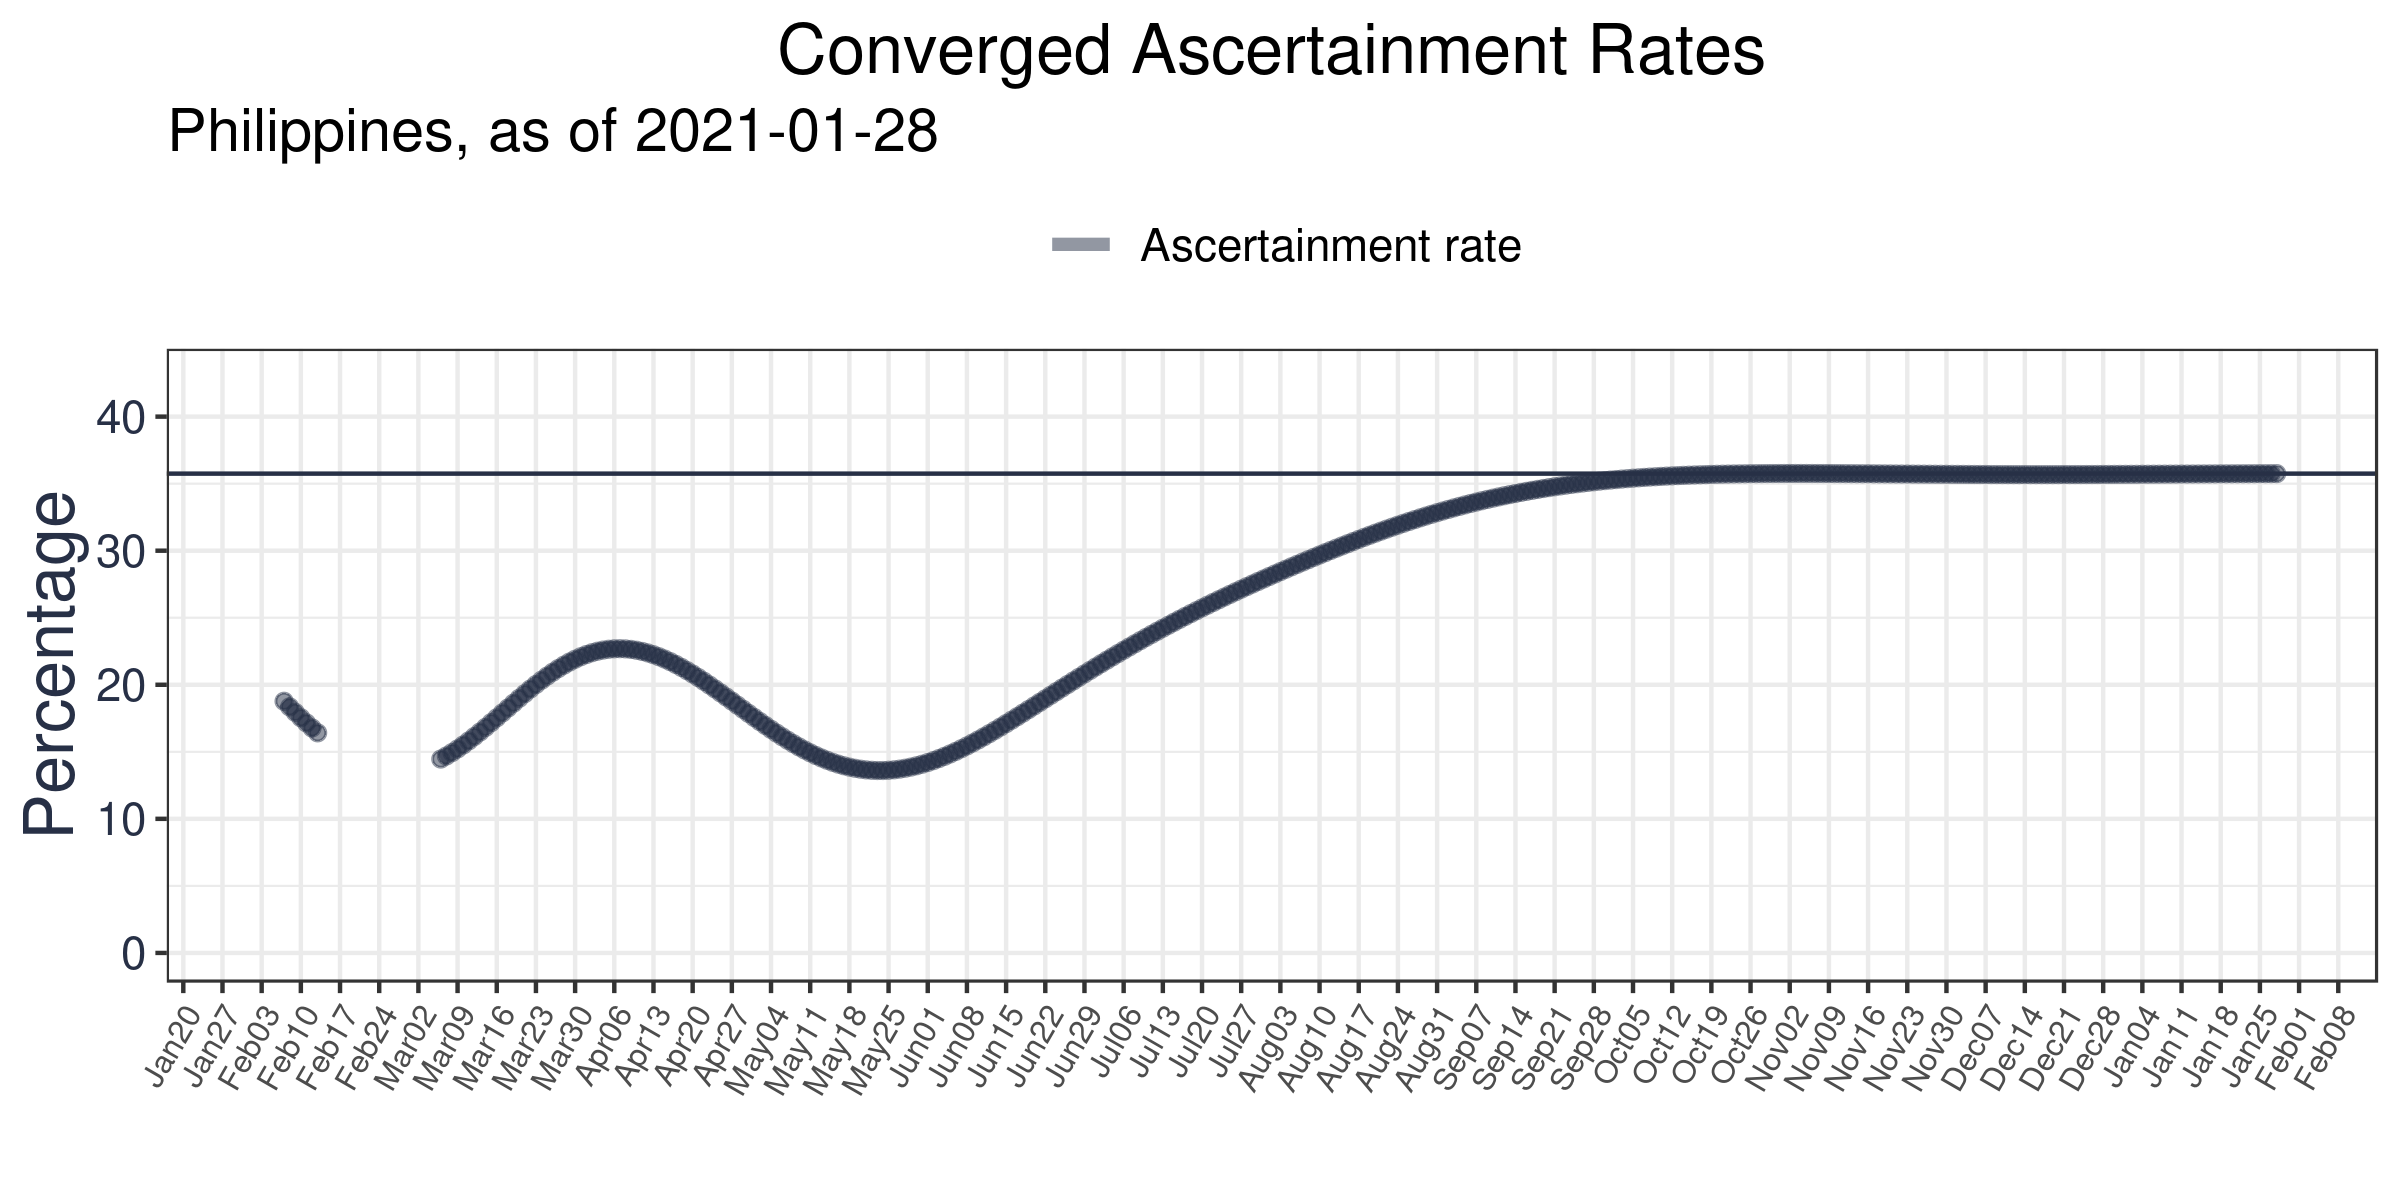 Converged Ascertainment Rates
Philippines, as of 2021-01-28
Ascertainment rate
Percentage
40
30
20
10
0
Jan20
Jan27
Feb03
Feb10
Feb17
Feb24
Mar02
Mar09
Mar16
Mar23
Mar30
Apr06
Apr13
Apr20
Apr27
May04
May11
May18
May25
Jun01
Jun08
Jun15
Jun22
Jun29
Jul06
Jul13
Jul20
Jul27
Aug03
Aug10
Aug17
Aug24
Aug31
Sep07
Sep14
Sep21
Sep28
Oct05
Oct12
Oct19
Oct26
Nov02
Nov09
Nov16
Nov23
Nov30
Dec07
Dec14
Dec21
Dec28
Jan04
Jan11
Jan18
Jan25
Feb01
Feb08